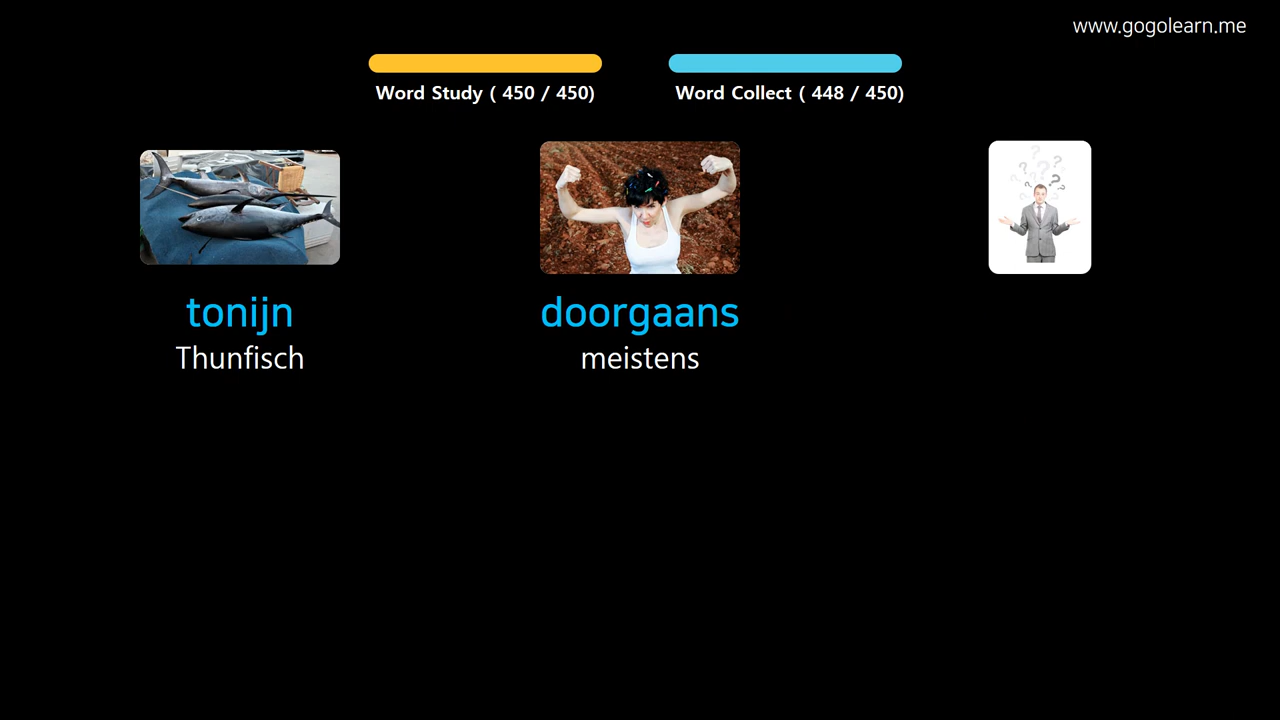 www.gogolearn.me
Word Study ( 450 / 450)
Word Collect ( 448 / 450)
tonijn
Thunfisch
doorgaans
meistens